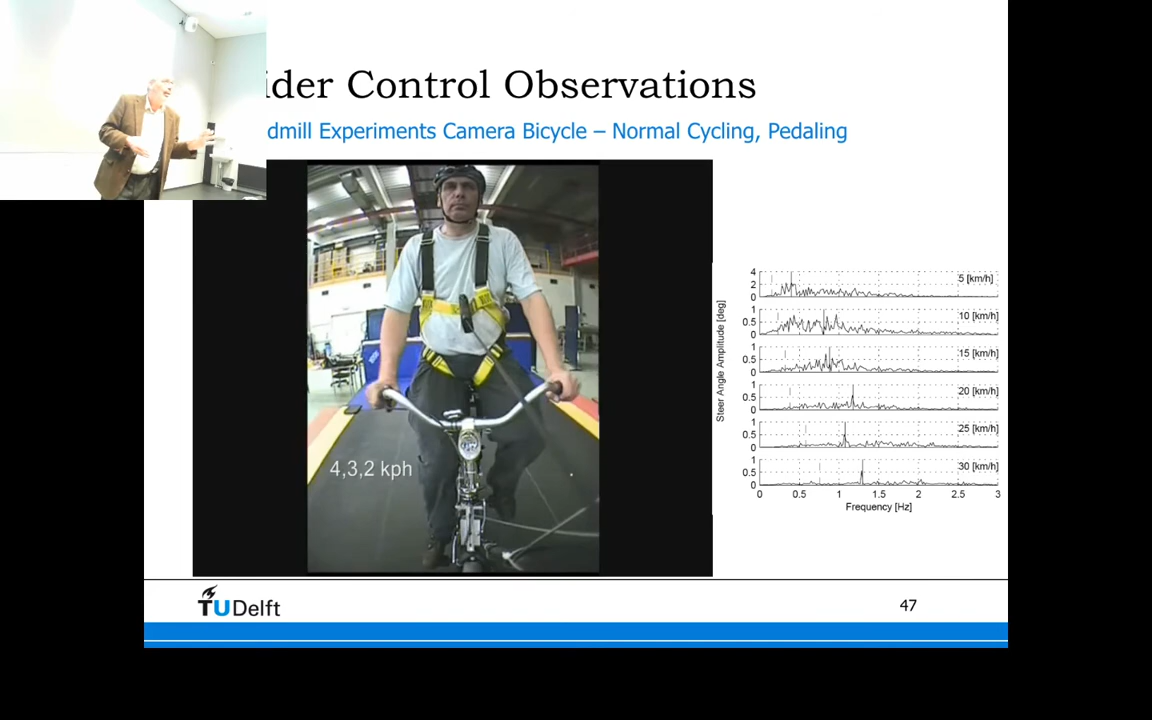 ider Control Observations
dmill Experiments Camera Bicycle – Normal Cycling, Pedaling
4,3,2 kph
Steer Angle Amplitude [deg]
4
2
0
5 [km/h]
1
0.5
0
10 [km/h]
1
0.5
0
15 [km/h]
1
0.5
0
20 [km/h]
1
0.5
0
25 [km/h]
1
0.5
0
30 [km/h]
0 0.5 1 1.5 2 2.5 3
Frequency [Hz]
TUDelft
47